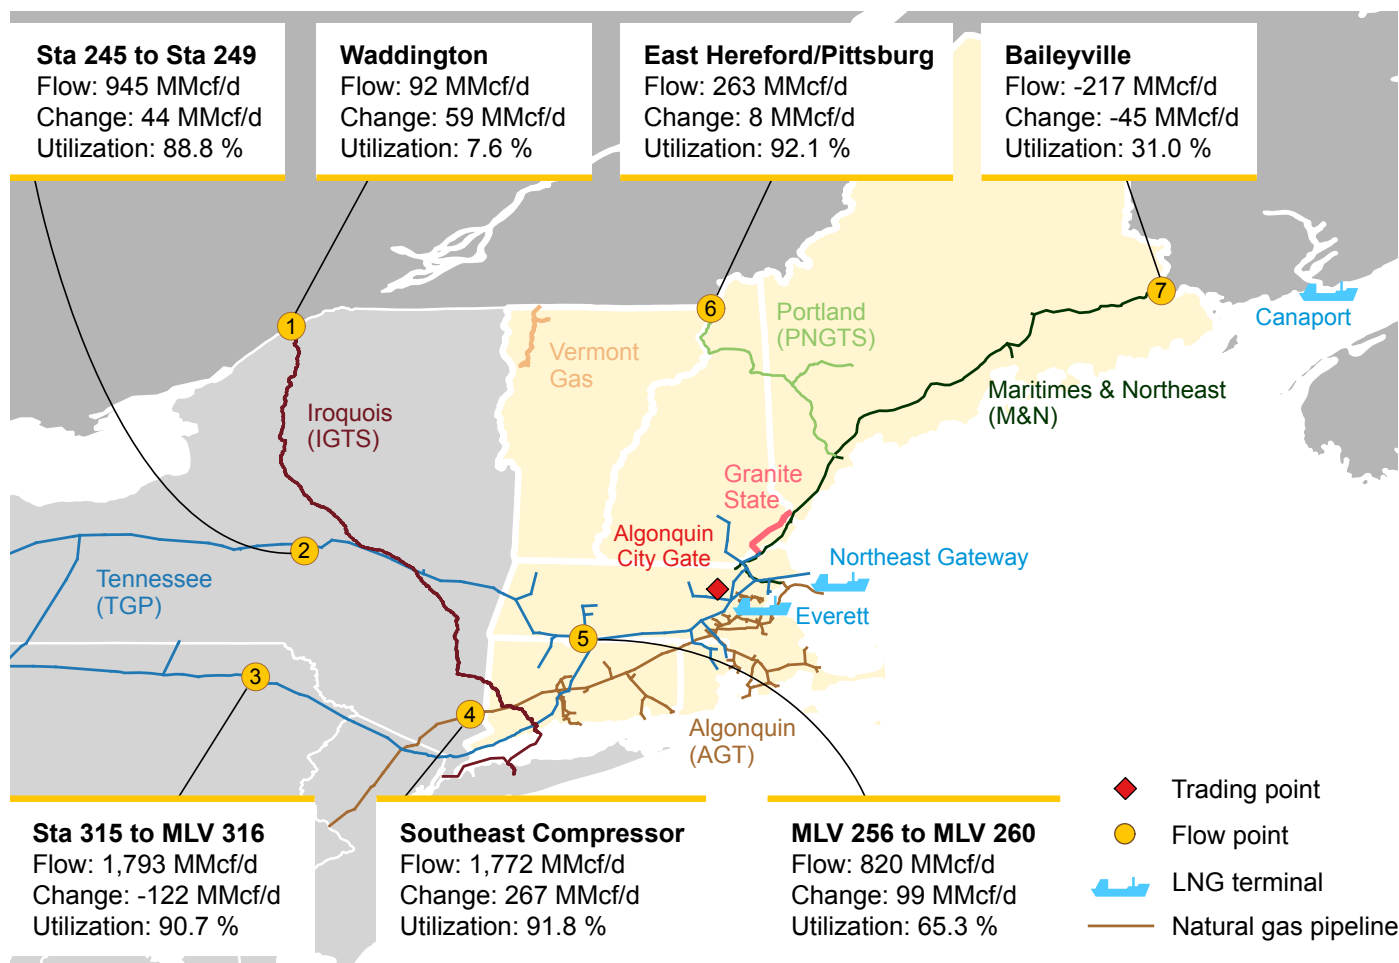 Sta 245 to Sta 249
Flow: 945 MMcf/d
Change: 44 MMcf/d
Utilization: 88.8 %
Waddington
Flow: 92 MMcf/d
Change: 59 MMcf/d
Utilization: 7.6 %
East Hereford/Pittsburg
Flow: 263 MMcf/d
Change: 8 MMcf/d
Utilization: 92.1 %
Baileyville
Flow: -217 MMcf/d
Change: -45 MMcf/d
Utilization: 31.0 %
7
6
1
Canaport
Portland
(PNGTS)
Vermont
Gas
Maritimes & Northeast
(M&N)
Iroquois
(IGTS)
Granite
State
Algonquin
City Gate
2
Northeast Gateway
Tennessee
(TGP)
Everett
5
3
4
Algonquin
(AGT)
Sta 315 to MLV 316
Flow: 1,793 MMcf/d
Change: -122 MMcf/d
Utilization: 90.7 %
Southeast Compressor
Flow: 1,772 MMcf/d
Change: 267 MMcf/d
Utilization: 91.8 %
MLV 256 to MLV 260
Flow: 820 MMcf/d
Change: 99 MMcf/d
Utilization: 65.3 %
Trading point
Flow point
LNG terminal
Natural gas pipeline